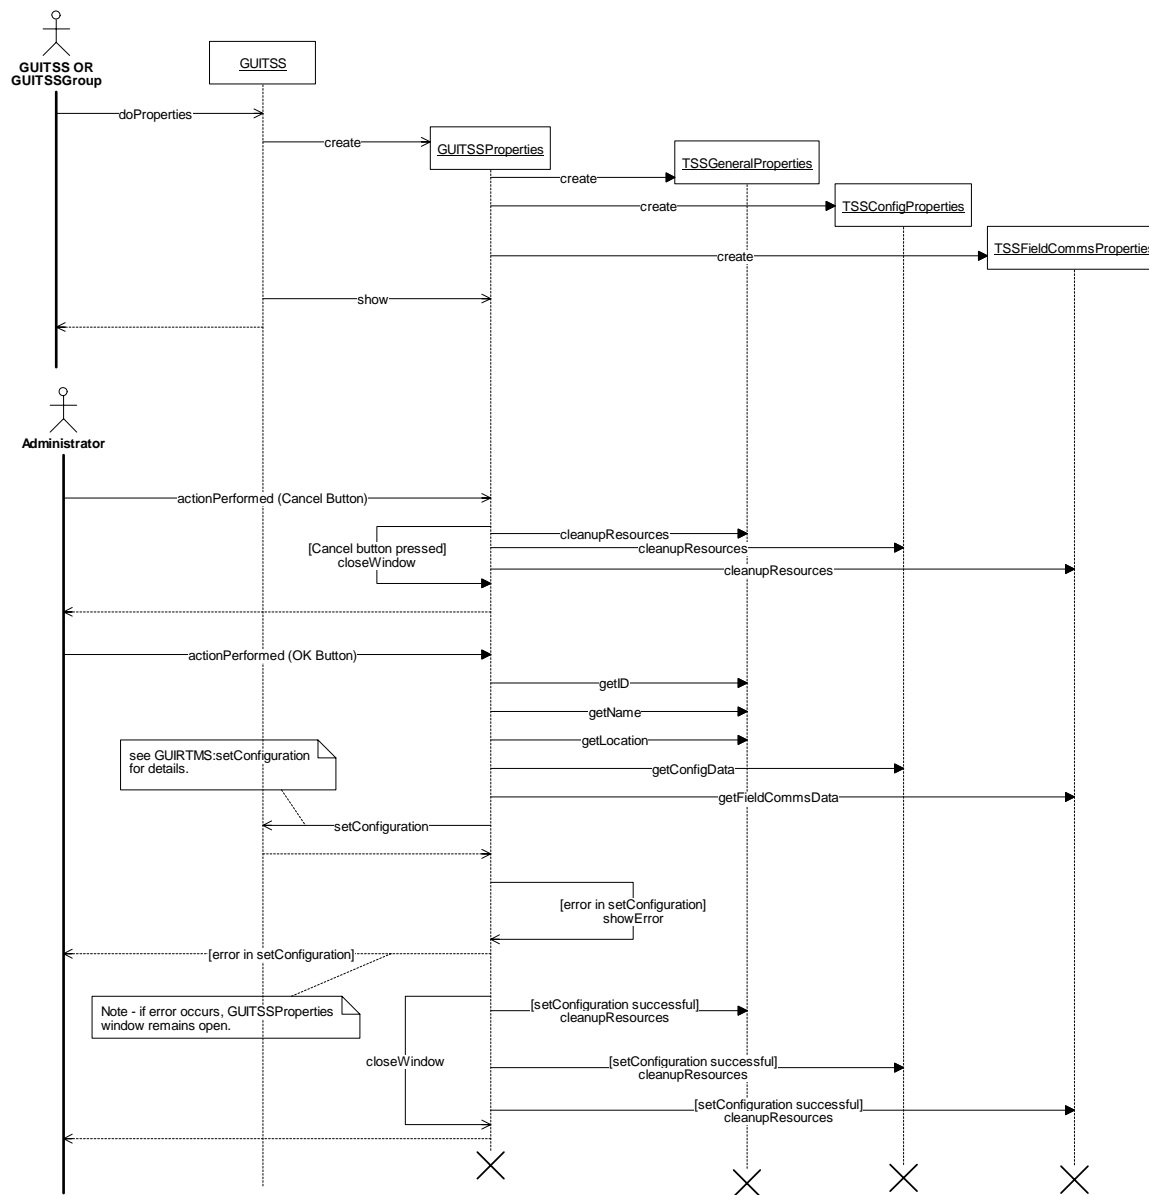 GUITSS OR
GUITSSGroup
GUITSS
doProperties
create
GUITSSProperties
TSSGeneralProperties
create
TSSConfigProperties
create
TSSFieldCommsProperties
create
show
Administrator
actionPerformed (Cancel Button)
cleanupResources
[Cancel button pressed]
closeWindow
cleanupResources
cleanupResources
actionPerformed (OK Button)
getID
getName
getLocation
see GUIRTMS:setConfiguration
for details.
getConfigData
getFieldCommsData
setConfiguration
[error in setConfiguration]
showError
[error in setConfiguration]
Note - if error occurs, GUITSSProperties
window remains open.
[setConfiguration successful]
cleanupResources
closeWindow
[setConfiguration successful]
cleanupResources
[setConfiguration successful]
cleanupResources